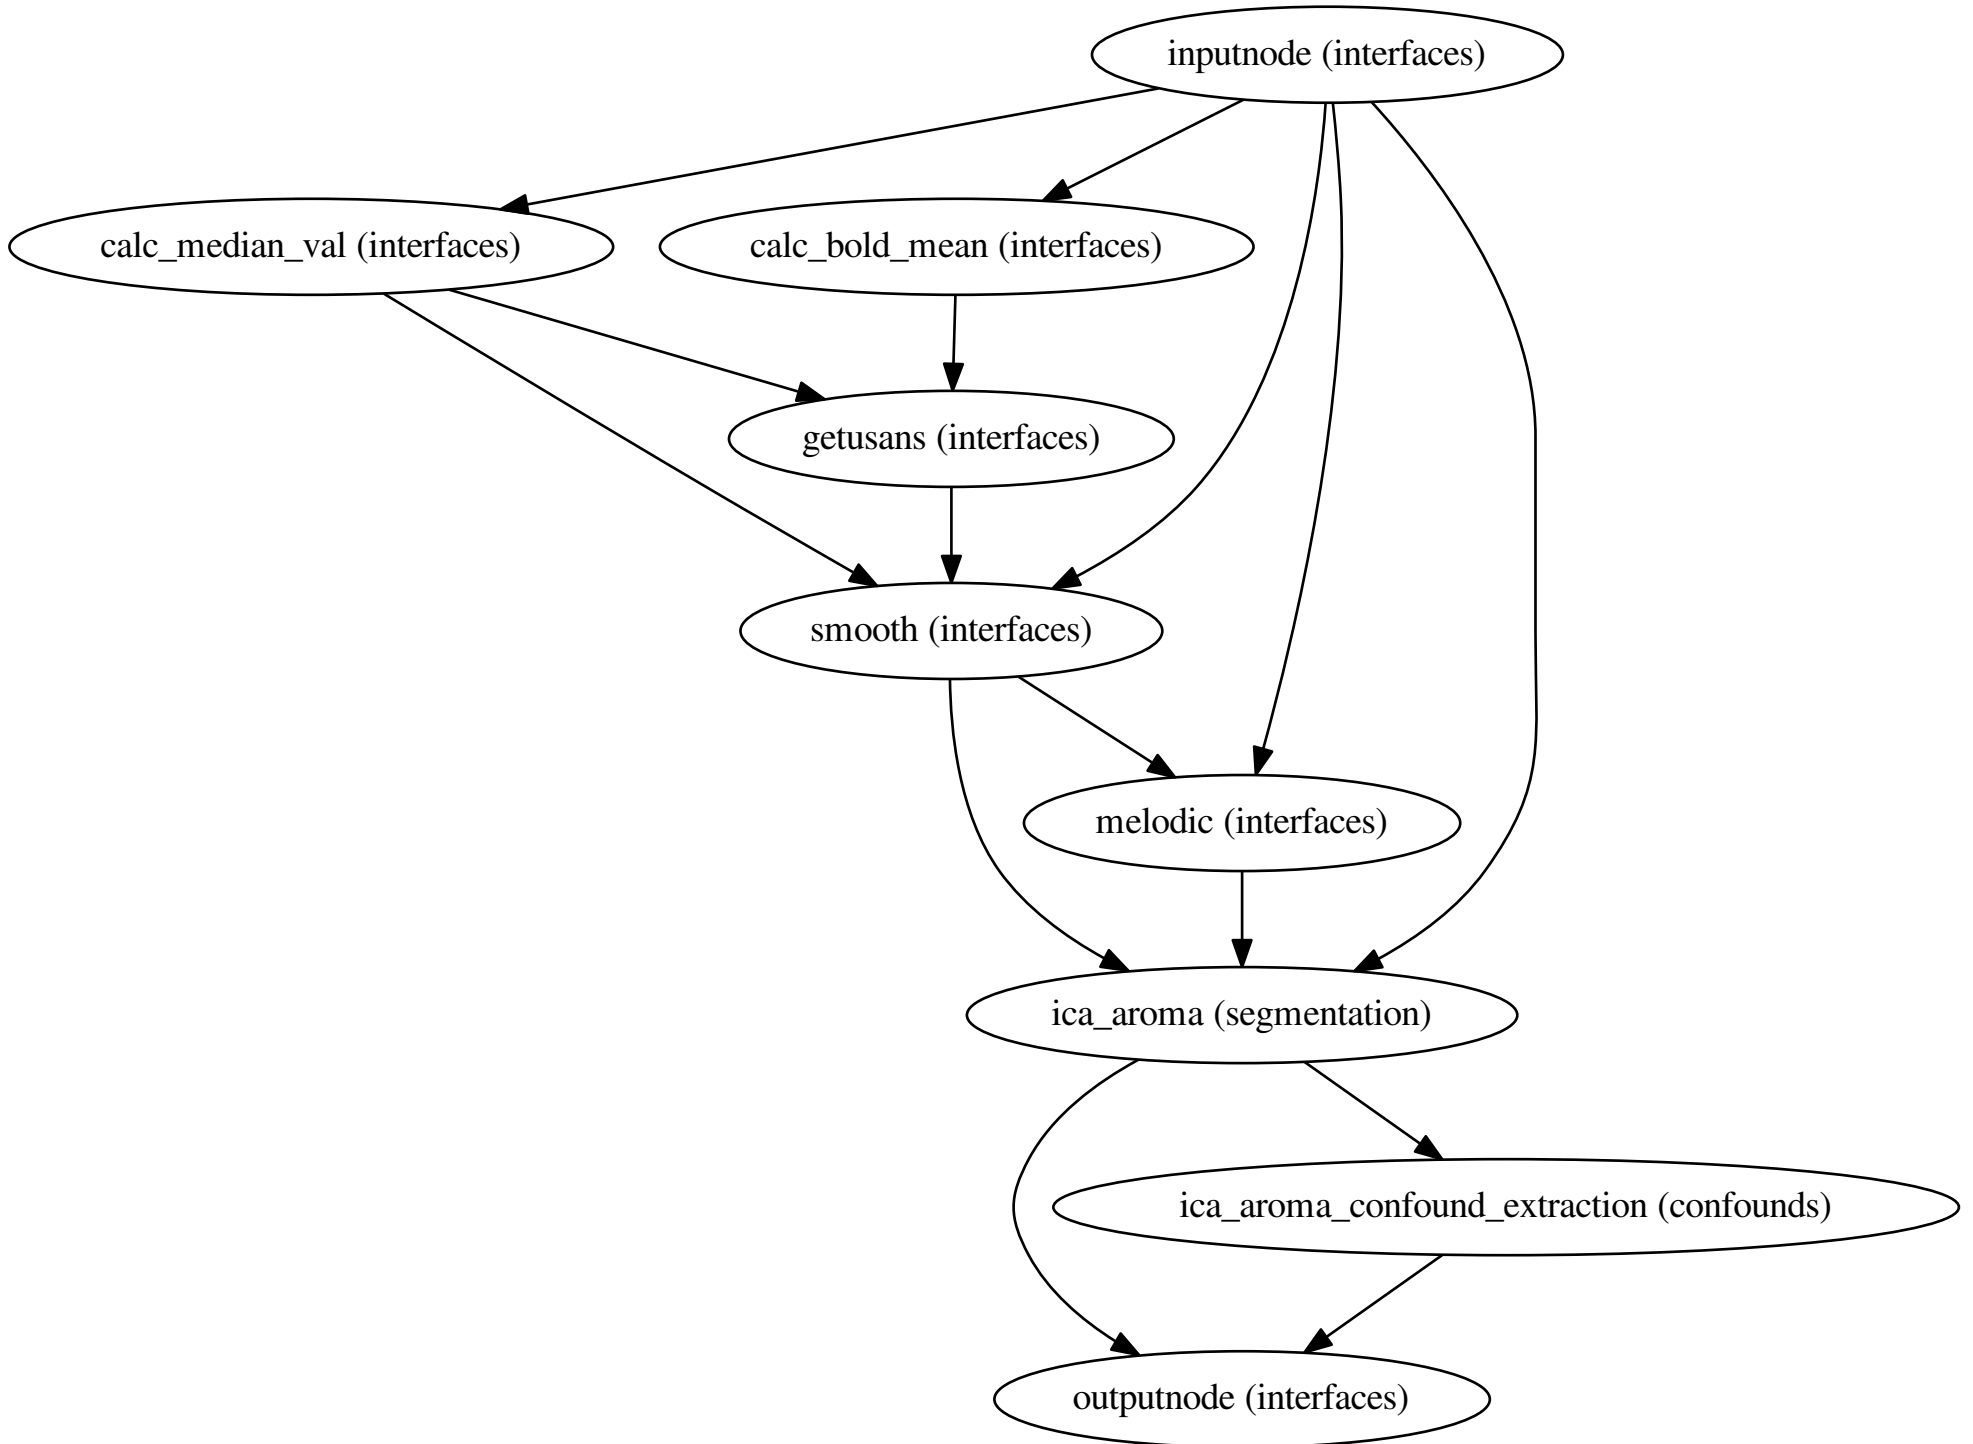 inputnode (interfaces)
calc_median_val (interfaces)
calc_bold_mean (interfaces)
getusans (interfaces)
smooth (interfaces)
melodic (interfaces)
ica_aroma (segmentation)
ica_aroma_confound_extraction (confounds)
outputnode (interfaces)